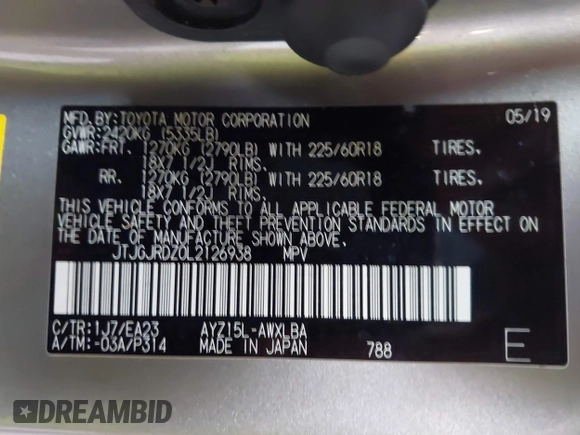 MFD.BY:TOYOTA MOTOR CORPORATION 05/19
GVWR:2420KG (5335LB)
GAWR:FRT. 1270KG (2790LB) WITH 225/60R18 TIRES.
18X7 1/2J RIMS.
RR. 1270KG (2790LB) WITH 225/60R18 TIRES.
18X7 1/2J RIMS.
THIS VEHICLE CONFORMS TO ALL APPLICABLE FEDERAL MOTOR
VEHICLE SAFETY AND THEFT PREVENTION STANDARDS IN EFFECT ON
THE DATE OF MANUFACTURE SHOWN ABOVE.
JTJGJRDZ0L2126938 MPV
C/TR:1J7/EA23 AYZ15L-AWXLBA
A/TM:-03A/P314 MADE IN JAPAN 788 E
DREAMBID